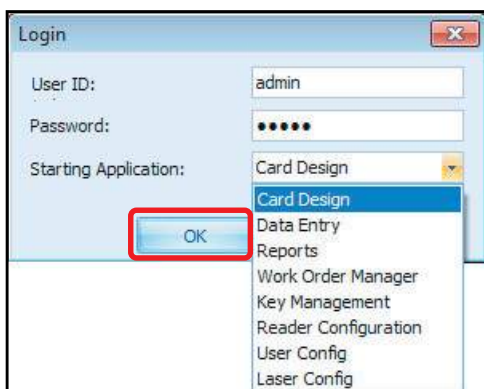 Login
User ID: admin
Password: •••••
Starting Application: Card Design
Card Design
Data Entry
OK
Reports
Work Order Manager
Key Management
Reader Configuration
User Config
Laser Config